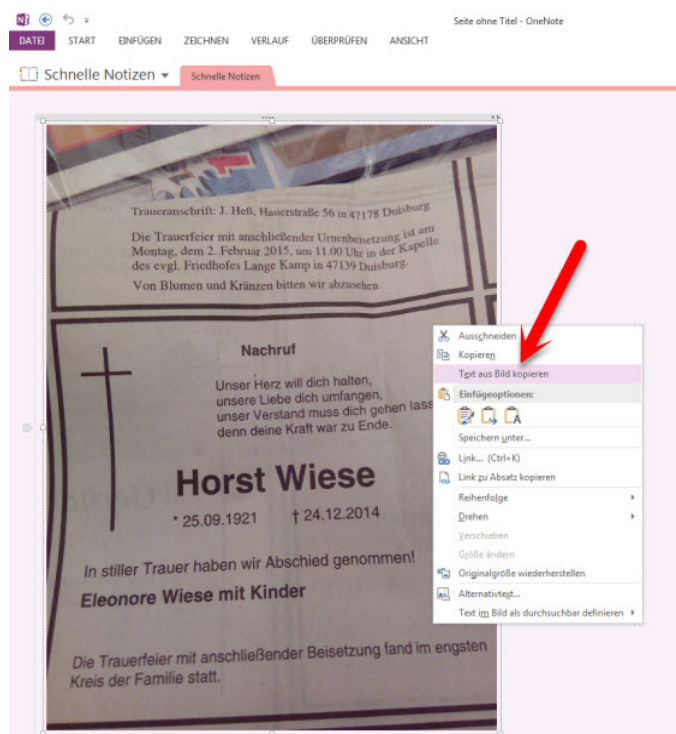 Seite ohne Titel - OneNote
DATEI START EINFÜGEN ZEICHNEN VERLAUF ÜBERPRÜFEN ANSICHT
Schnelle Notizen
Schnelle Notizen
Traueranschrift: J. Heß, Hauerstraße 56 in 47178 Duisburg
Die Trauerfeier mit anschließender Urnenbeisetzung ist am
Montag, dem 2. Februar 2015, um 11.00 Uhr in der Kapelle
des evgl. Friedhofes Lange Kamp in 47139 Duisburg.
Von Blumen und Kränzen bitten wir abzusehen.
Nachruf
Unser Herz will dich halten,
unsere Liebe dich umfangen,
unser Verstand muss dich gehen lass
denn deine Kraft war zu Ende.
Horst Wiese
* 25.09.1921 † 24.12.2014
In stiller Trauer haben wir Abschied genommen!
Eleonore Wiese mit Kinder
Die Trauerfeier mit anschließender Beisetzung fand im engsten
Kreis der Familie statt.
Ausschneiden
Kopieren
Text aus Bild kopieren
Einfügeoptionen:
Speichern unter...
Link... (Ctrl+K)
Link zu Absatz kopieren
Reihenfolge
Drehen
Verschieben
Größe ändern
Originalgröße wiederherstellen
Alternativtext...
Text im Bild als durchsuchbar definieren